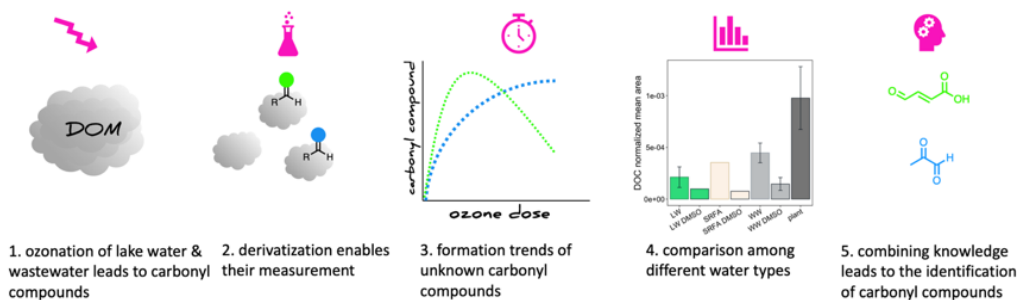 DOM
R
H
R
H
carbonyl compound
ozone dose
DOC normalized mean area
1e-03
5e-04
0e+00
LW
LW DMSO
SRFA
SRFA DMSO
WW
WW DMSO
plant
O
O
OH
O
H
O
1. ozonation of lake water &
wastewater leads to carbonyl
compounds
2. derivatization enables
their measurement
3. formation trends of
unknown carbonyl
compounds
4. comparison among
different water types
5. combining knowledge
leads to the identification
of carbonyl compounds